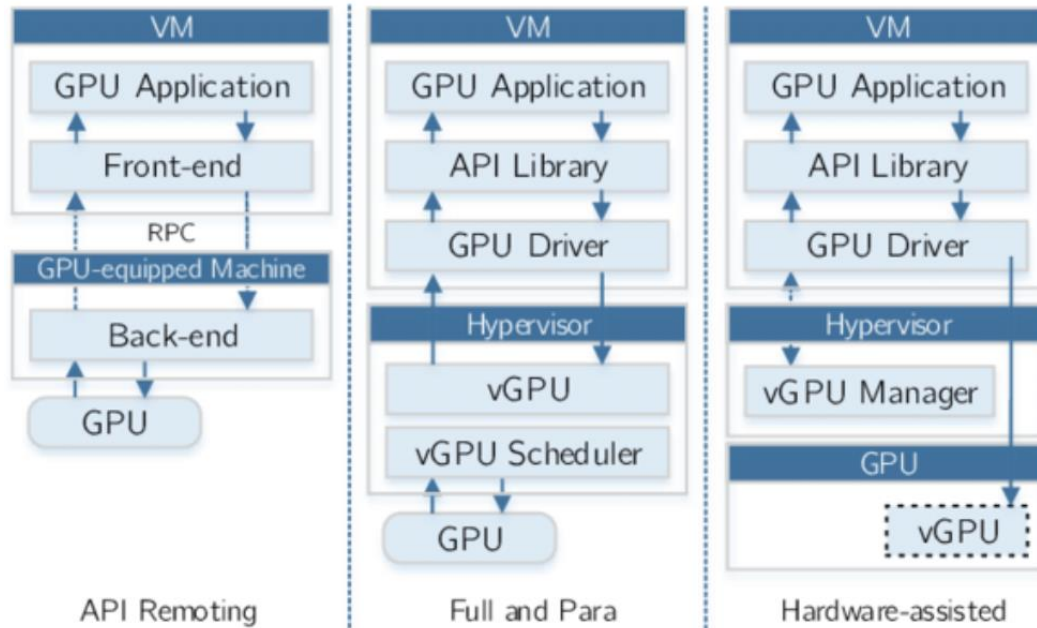 VM
GPU Application
Front-end
RPC
GPU-equipped Machine
Back-end
GPU
API Remoting
VM
GPU Application
API Library
GPU Driver
Hypervisor
vGPU
vGPU Scheduler
GPU
Full and Para
VM
GPU Application
API Library
GPU Driver
Hypervisor
vGPU Manager
GPU
vGPU
Hardware-assisted